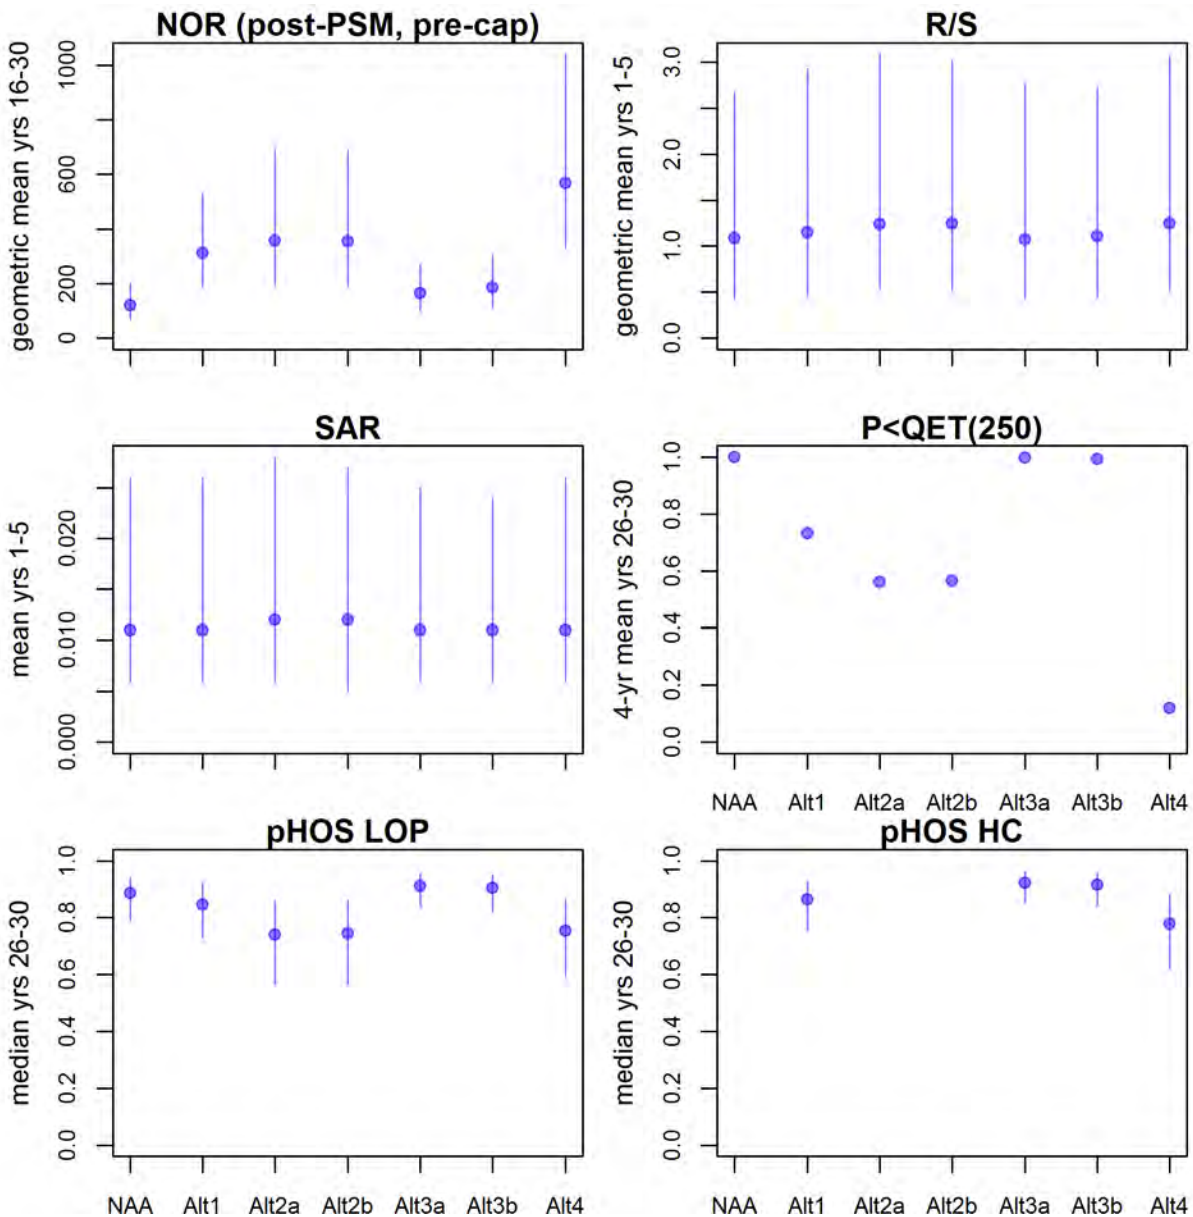 NOR (post-PSM, pre-cap)
geometric mean yrs 16-30
1000
600
200
0
R/S
geometric mean yrs 1-5
3.0
2.0
1.0
0.0
SAR
mean yrs 1-5
0.020
0.010
0.000
P<QET(250)
4-yr mean yrs 26-30
1.0
0.8
0.6
0.4
0.2
0.0
NAA Alt1 Alt2a Alt2b Alt3a Alt3b Alt4
pHOS LOP
median yrs 26-30
1.0
0.8
0.6
0.4
0.2
0.0
NAA Alt1 Alt2a Alt2b Alt3a Alt3b Alt4
pHOS HC
median yrs 26-30
1.0
0.8
0.6
0.4
0.2
0.0
NAA Alt1 Alt2a Alt2b Alt3a Alt3b Alt4